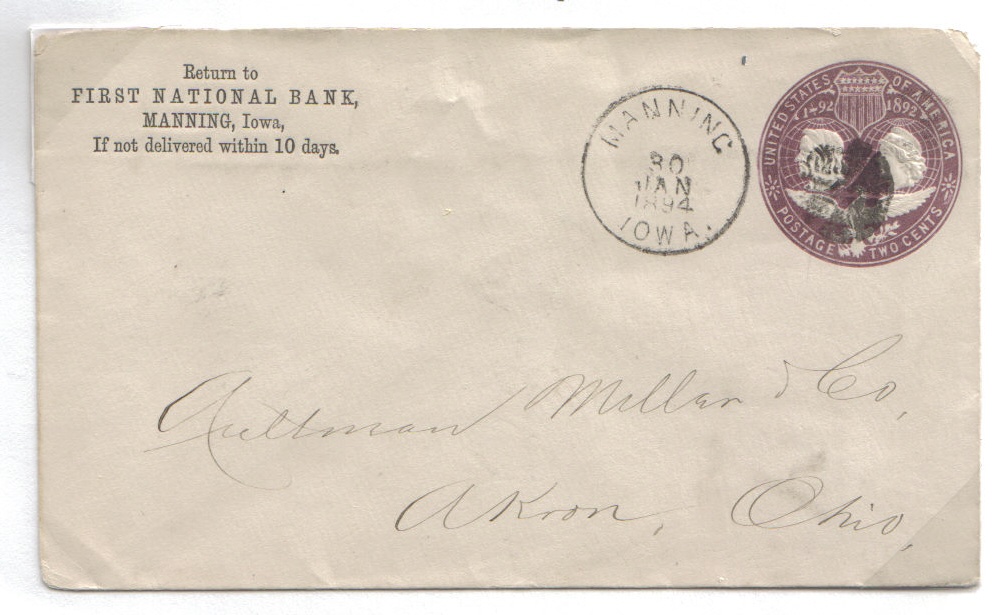 Return to
FIRST NATIONAL BANK,
MANNING, Iowa,
If not delivered within 10 days.
MANNING
30
JAN
1894
IOWA.
UNITED STATES OF AMERICA
1492 1892
POSTAGE TWO CENTS
Aultman Miller & Co,
Akron, Ohio,